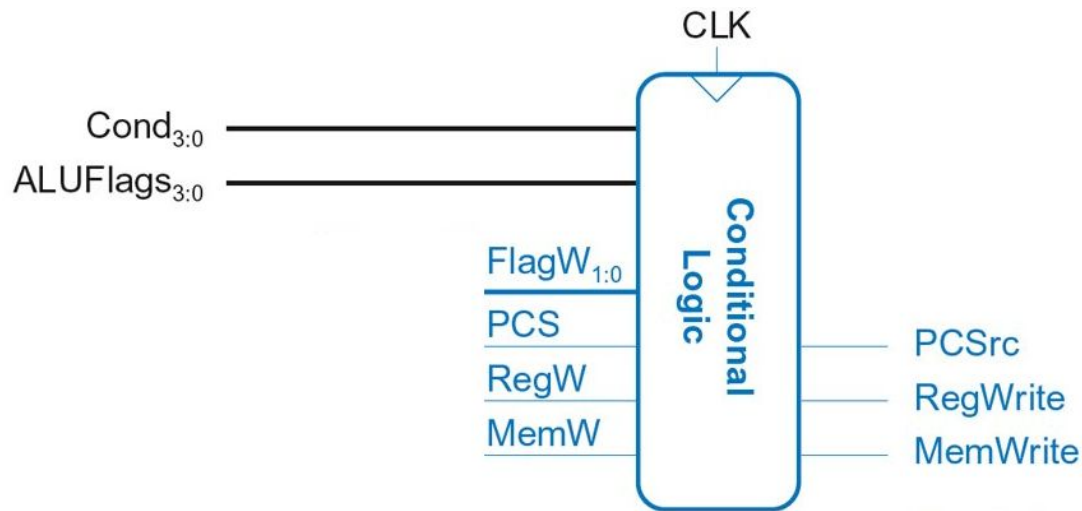 CLK
Cond3:0
ALUFlags3:0
Conditional
Logic
FlagW1:0
PCS
RegW
MemW
PCSrc
RegWrite
MemWrite